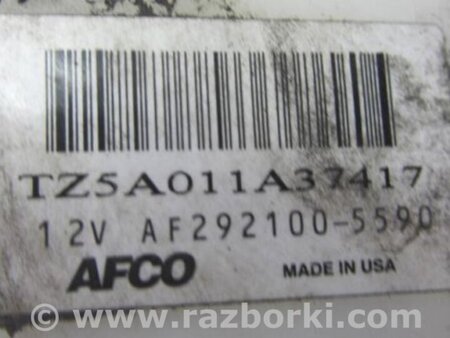 TZ5A011A37417
12V AF292100-5590
AFCO MADE IN USA
© www.razborki.com